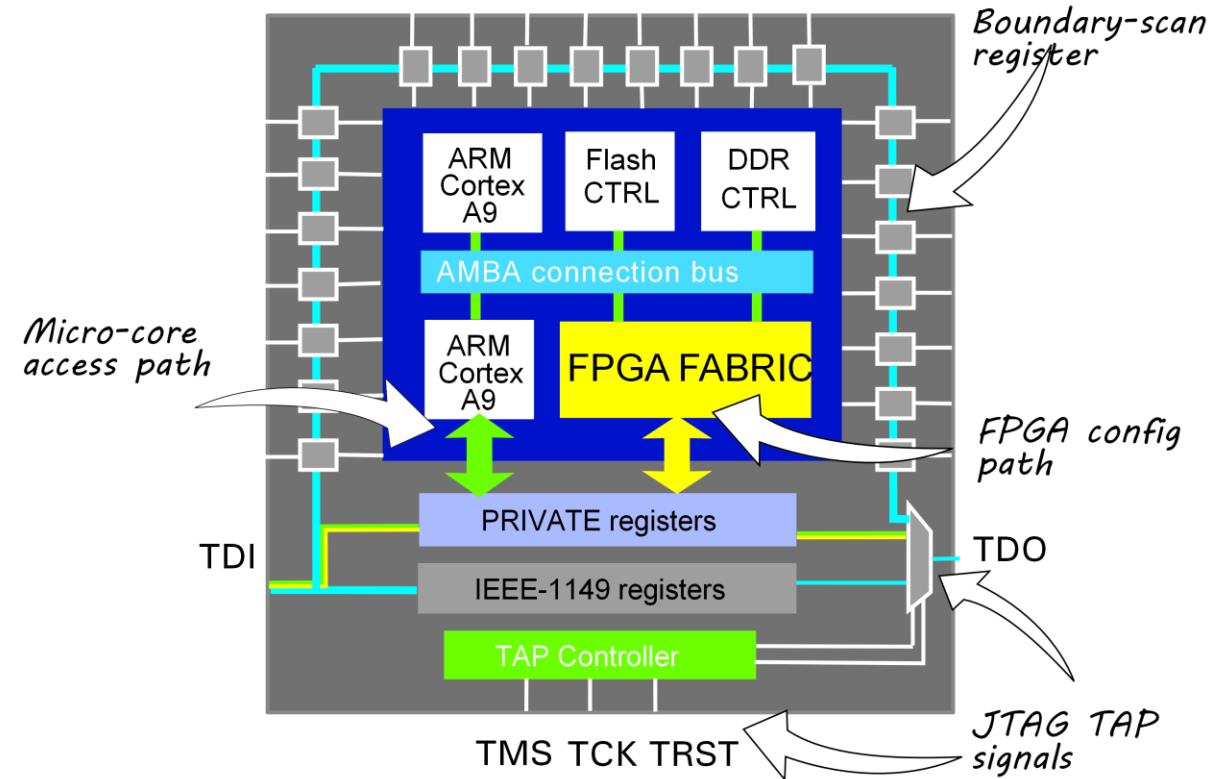 Boundary-scan
register
ARM
Cortex
A9
Flash
CTRL
DDR
CTRL
AMBA connection bus
Micro-core
access path
ARM
Cortex
A9
FPGA FABRIC
FPGA config
path
PRIVATE registers
TDI
TDO
IEEE-1149 registers
TAP Controller
JTAG TAP
signals
TMS TCK TRST